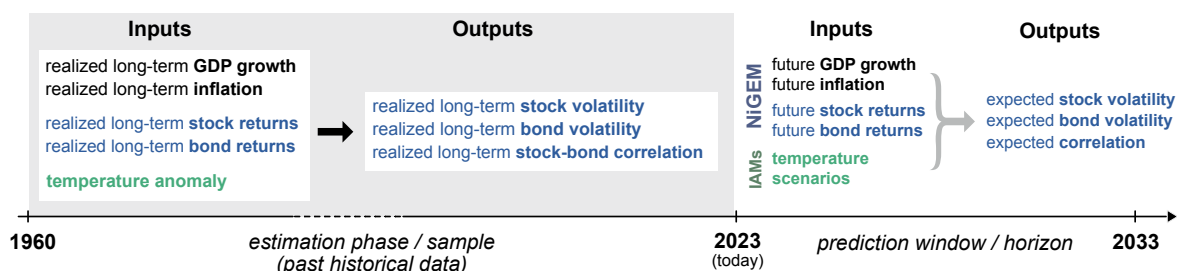 Inputs
realized long-term GDP growth
realized long-term inflation
realized long-term stock returns
realized long-term bond returns
temperature anomaly
Outputs
realized long-term stock volatility
realized long-term bond volatility
realized long-term stock-bond correlation
Inputs
NiGEM
future GDP growth
future inflation
future stock returns
future bond returns
IAMs
temperature
scenarios
Outputs
expected stock volatility
expected bond volatility
expected correlation
1960
estimation phase / sample
(past historical data)
2023
(today)
prediction window / horizon
2033